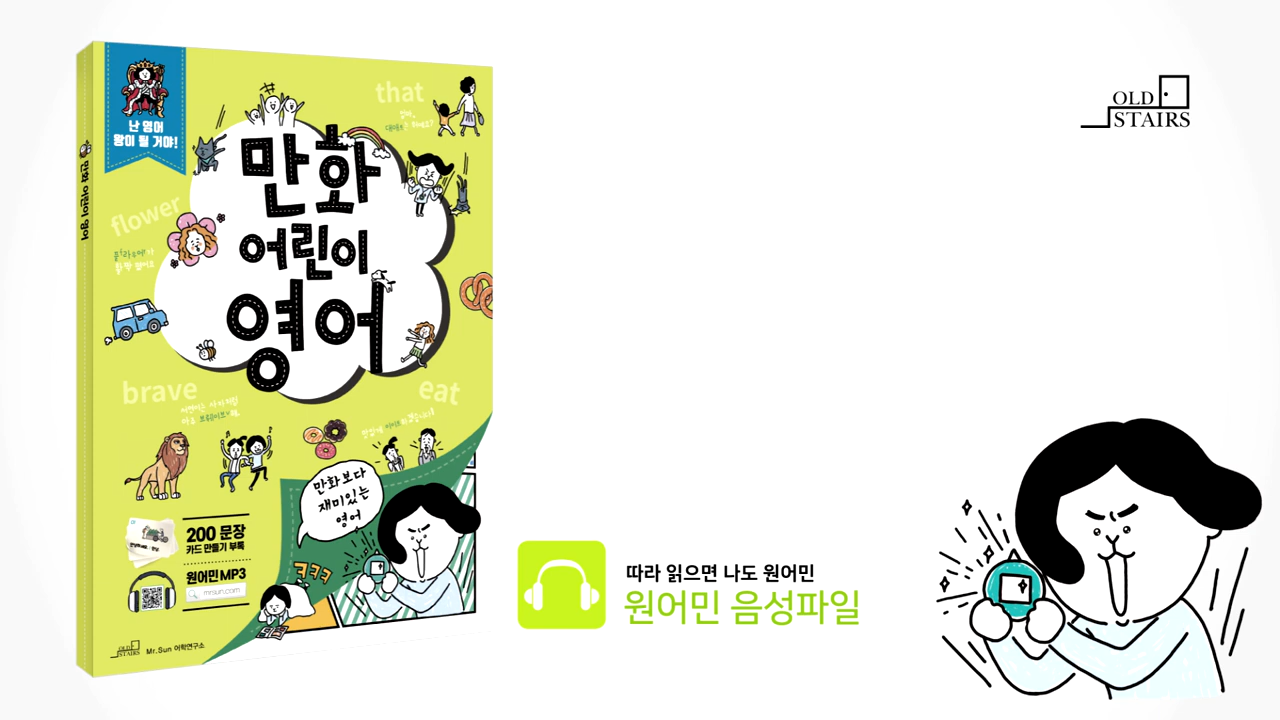 난 영어
왕이 될 거야!
만화 어린이 영어
that
flower
만화
어린이
영어
brave
eat
만화보다
재미있는
영어
200 문장
카드 만들기 부록
원어민 MP3
mrsun.com
ㅋㅋㅋ
OLD
STAIRS
Mr.Sun 어학연구소
따라 읽으면 나도 원어민
원어민 음성파일
OLD
STAIRS